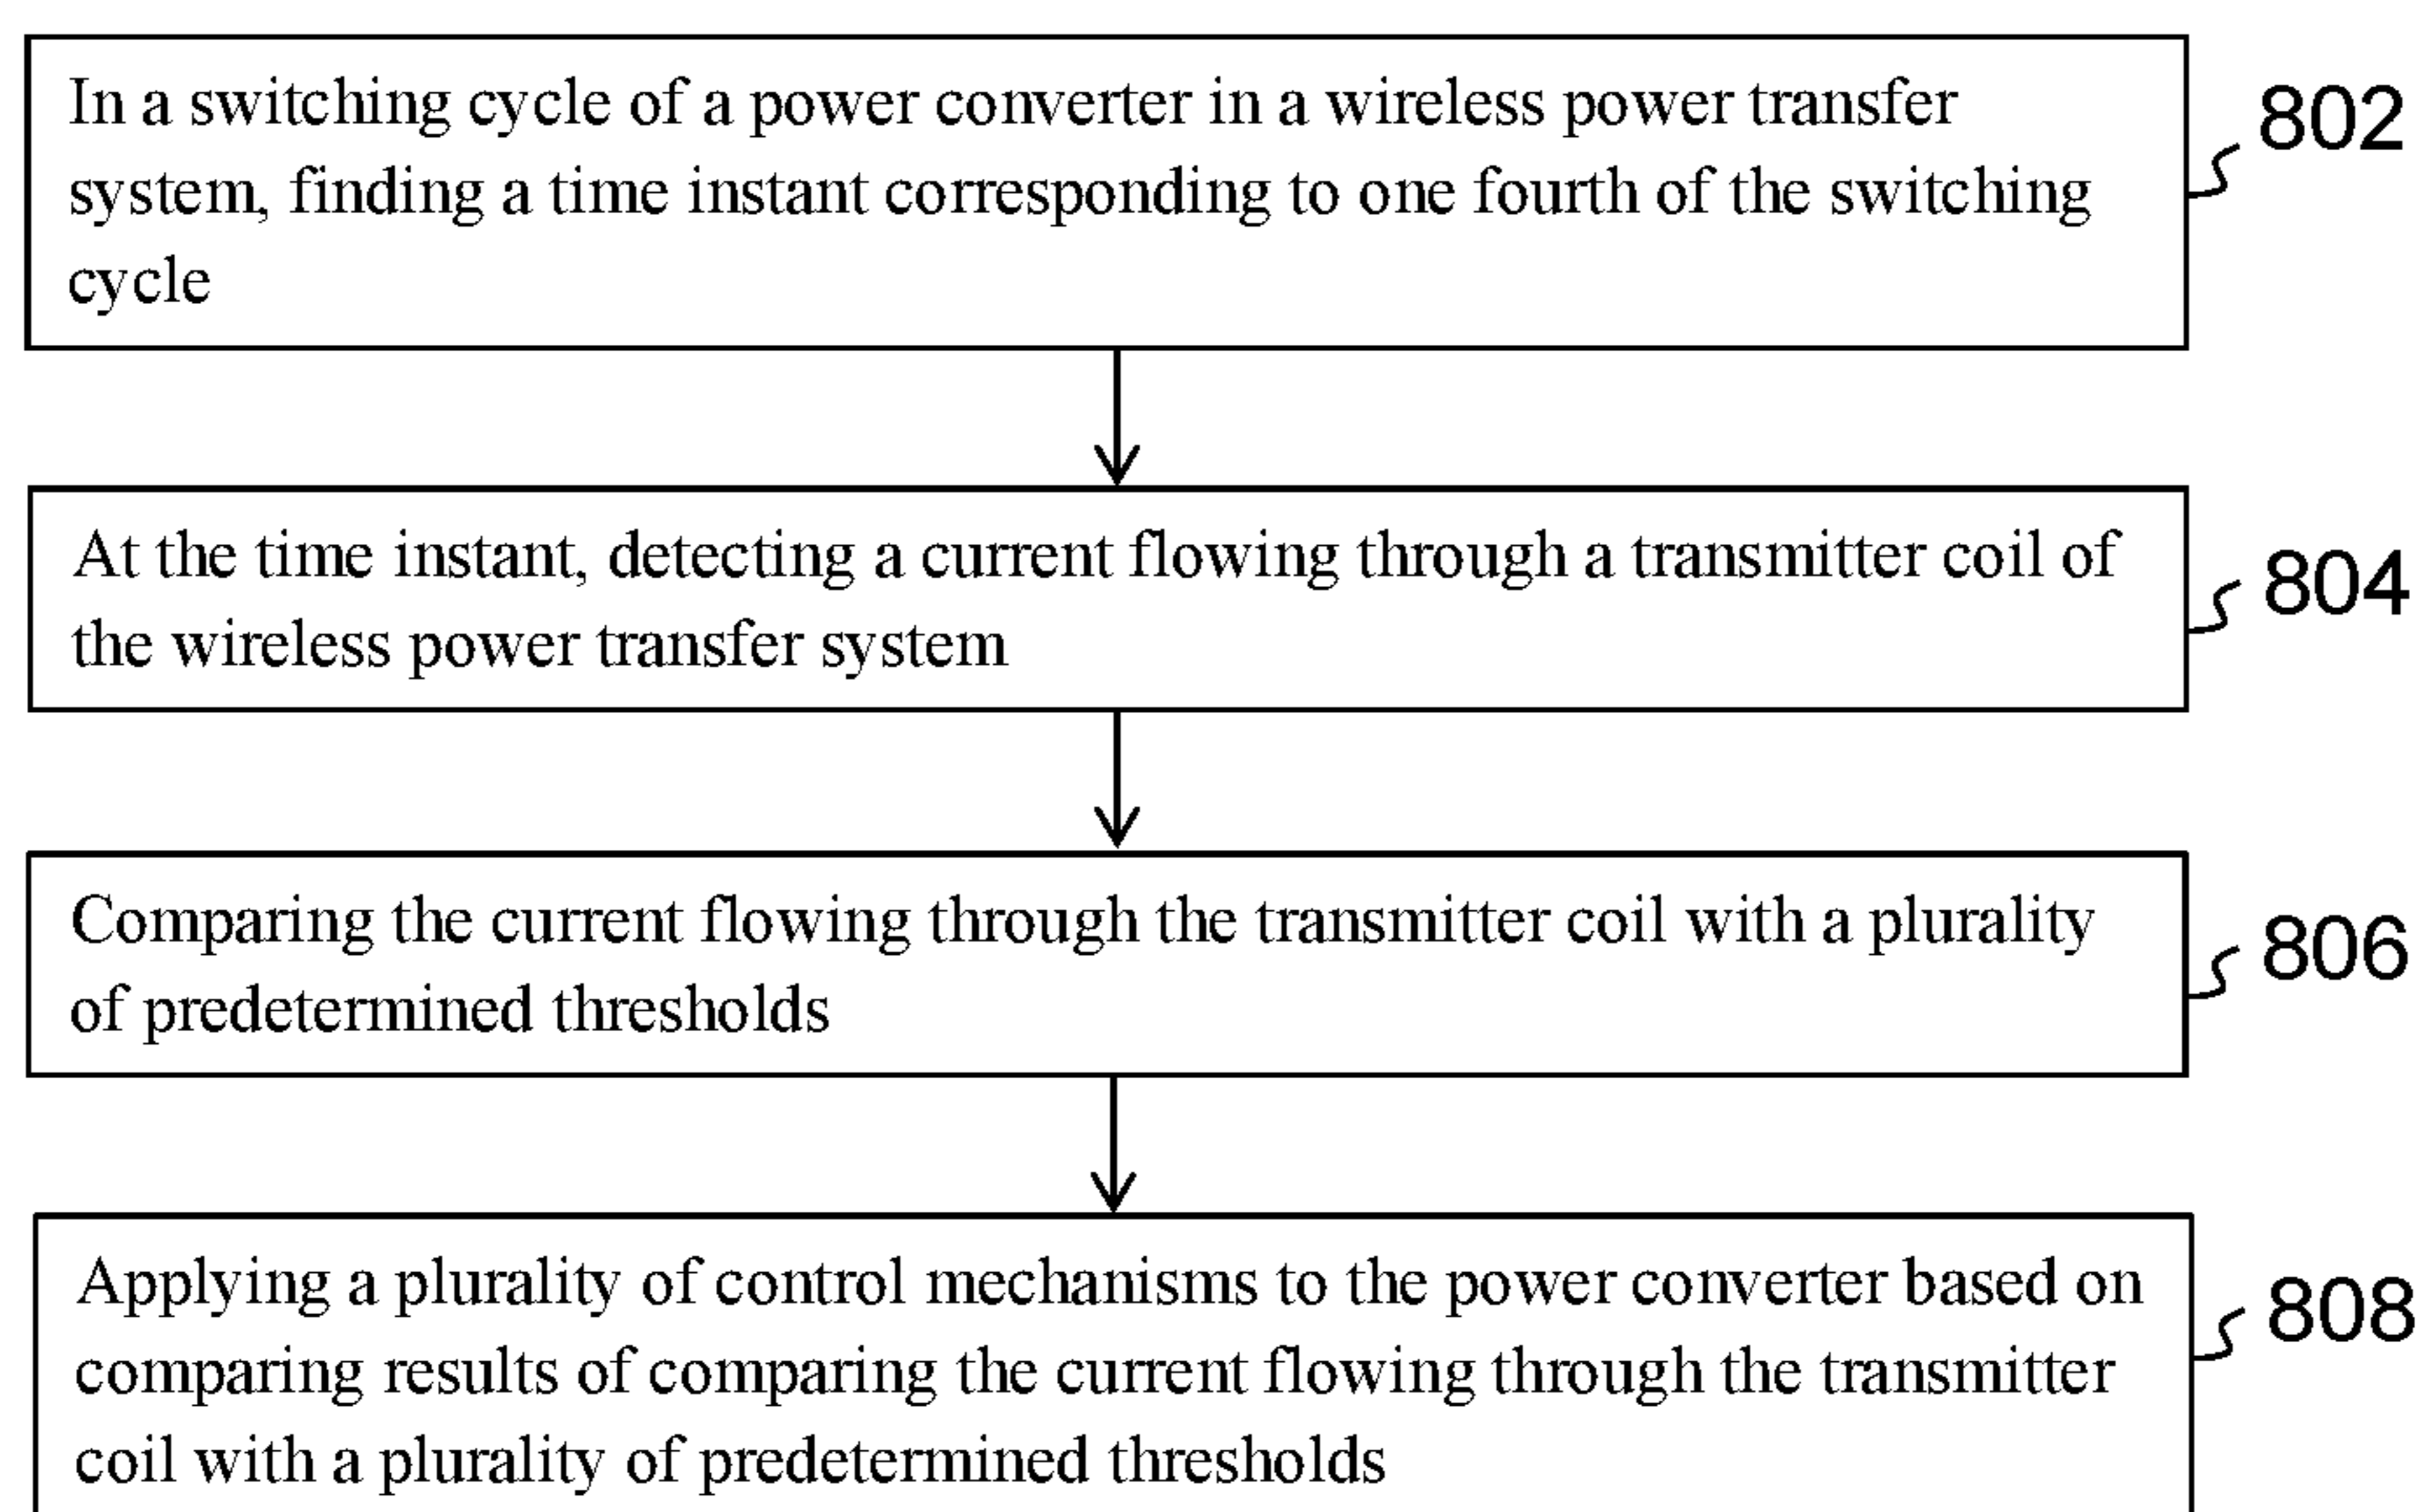 In a switching cycle of a power converter in a wireless power transfer
system, finding a time instant corresponding to one fourth of the switching
cycle
802
At the time instant, detecting a current flowing through a transmitter coil of
the wireless power transfer system
804
Comparing the current flowing through the transmitter coil with a plurality
of predetermined thresholds
806
Applying a plurality of control mechanisms to the power converter based on
comparing results of comparing the current flowing through the transmitter
coil with a plurality of predetermined thresholds
808